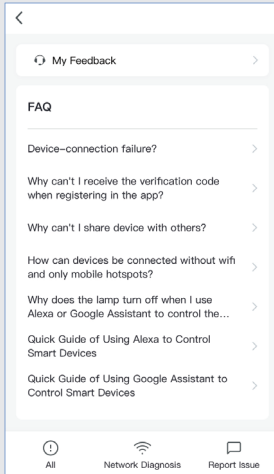 My Feedback
FAQ
Device-connection failure?
Why can't I receive the verification code
when registering in the app?
Why can't I share device with others?
How can devices be connected without wifi
and only mobile hotspots?
Why does the lamp turn off when I use
Alexa or Google Assistant to control the...
Quick Guide of Using Alexa to Control
Smart Devices
Quick Guide of Using Google Assistant to
Control Smart Devices
All
Network Diagnosis
Report Issue